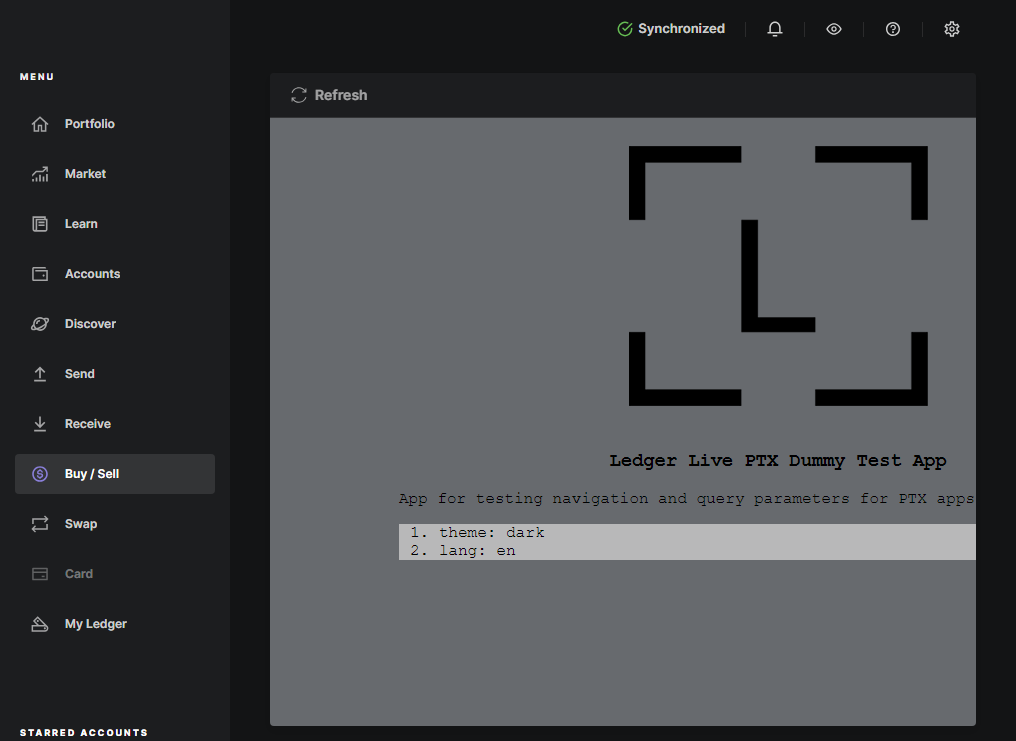 Synchronized
MENU
Portfolio
Market
Learn
Accounts
Discover
Send
Receive
Buy / Sell
Swap
Card
My Ledger
STARRED ACCOUNTS
Refresh
Ledger Live PTX Dummy Test App
App for testing navigation and query parameters for PTX apps
1. theme: dark
2. lang: en